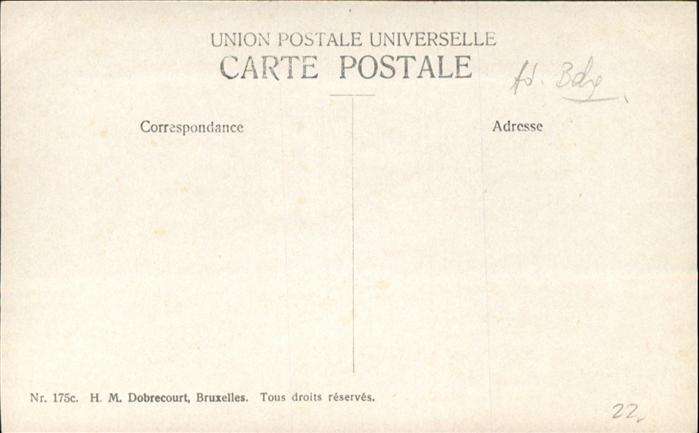 UNION POSTALE UNIVERSELLE
CARTE POSTALE
Correspondance
Adresse
Nr. 175c. H. M. Dobrecourt, Bruxelles. Tous droits réservés.
22,